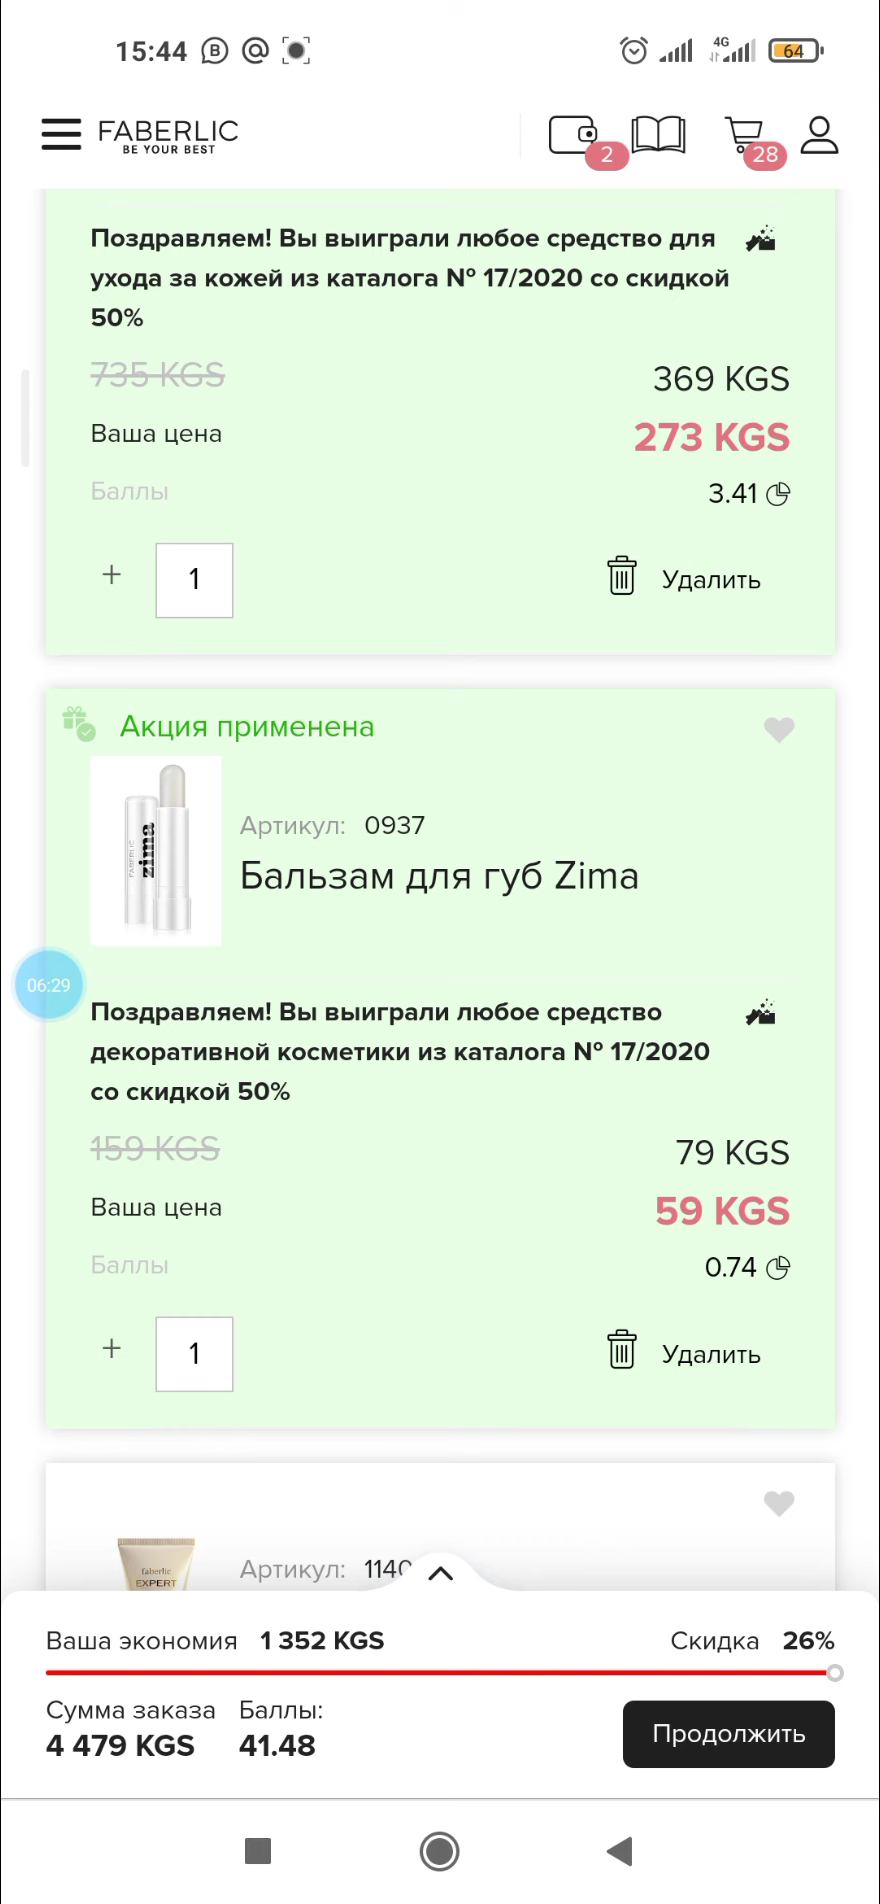 15:44
4G
64
FABERLIC
BE YOUR BEST
2
28
Поздравляем! Вы выиграли любое средство для
ухода за кожей из каталога № 17/2020 со скидкой
50%
735 KGS
369 KGS
Ваша цена
273 KGS
Баллы
3.41
+
1
Удалить
Акция применена
FABERLIC
zima
Артикул: 0937
Бальзам для губ Zima
06:29
Поздравляем! Вы выиграли любое средство
декоративной косметики из каталога № 17/2020
со скидкой 50%
159 KGS
79 KGS
Ваша цена
59 KGS
Баллы
0.74
+
1
Удалить
faberlic
EXPERT
Артикул: 1140
Ваша экономия 1 352 KGS
Скидка 26%
Сумма заказа Баллы:
4 479 KGS 41.48
Продолжить